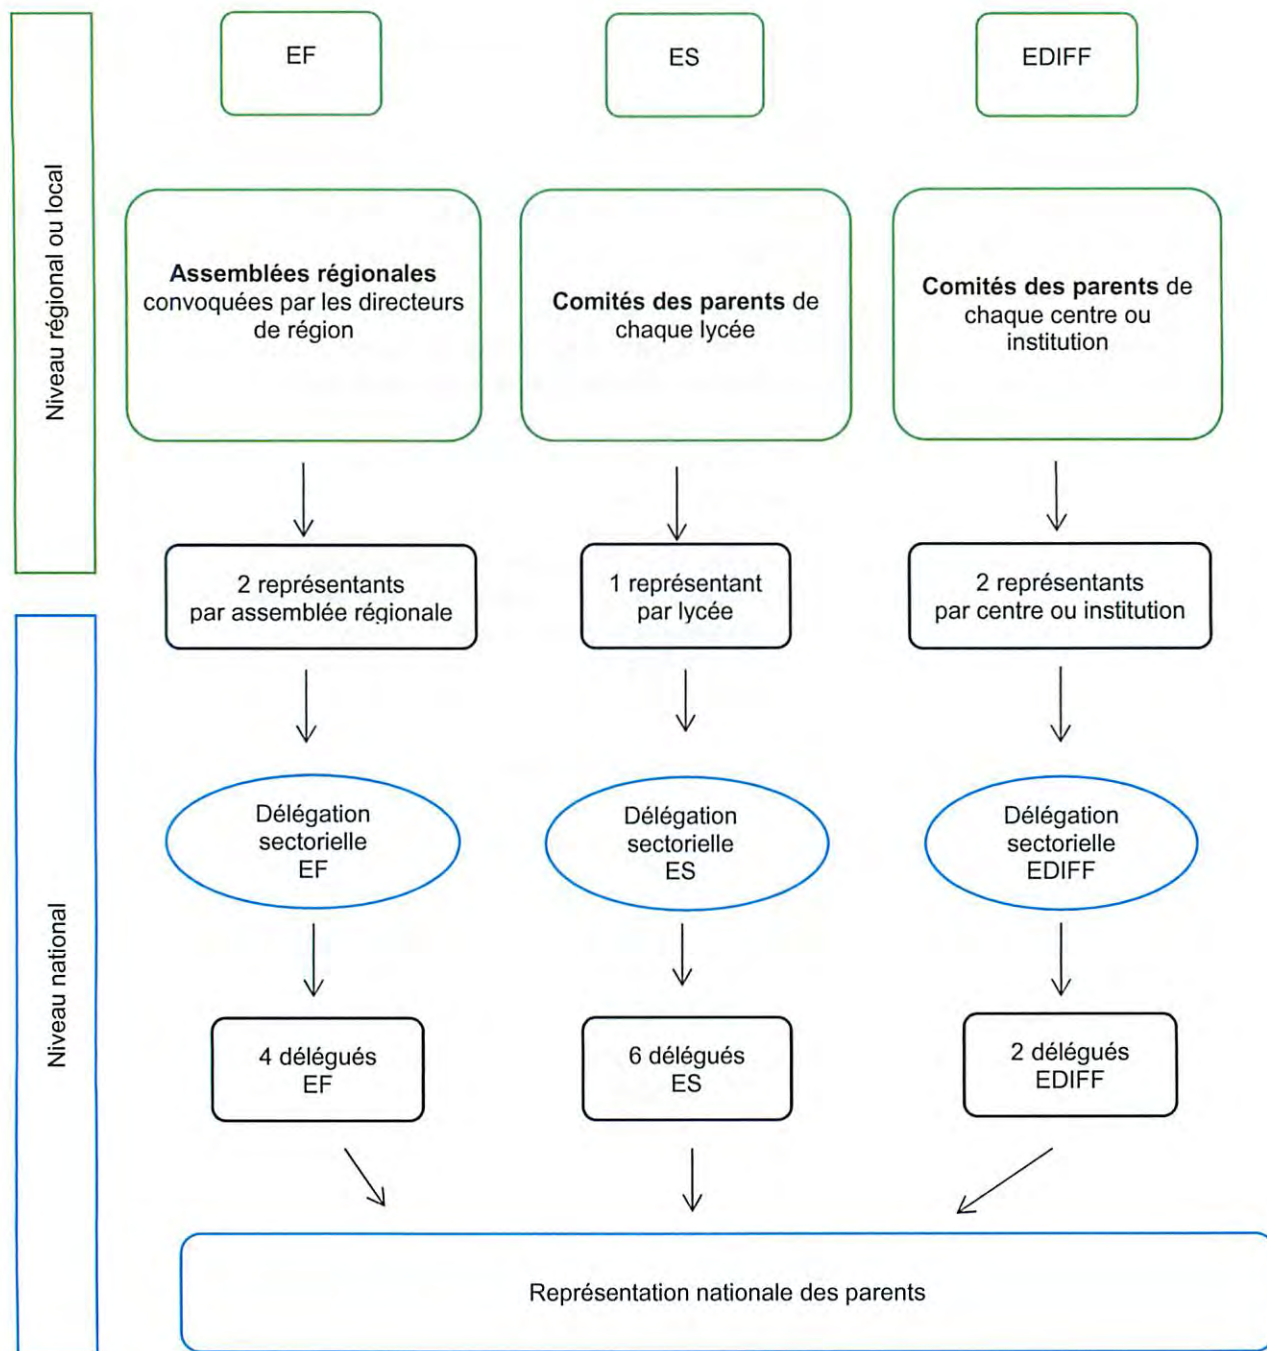 Niveau régional ou local
EF
ES
EDIFF
Assemblées régionales
convoquées par les directeurs
de région
Comités des parents de
chaque lycée
Comités des parents de
chaque centre ou
institution
2 représentants
par assemblée régionale
1 représentant
par lycée
2 représentants
par centre ou institution
Niveau national
Délégation
sectorielle
EF
Délégation
sectorielle
ES
Délégation
sectorielle
EDIFF
4 délégués
EF
6 délégués
ES
2 délégués
EDIFF
Représentation nationale des parents